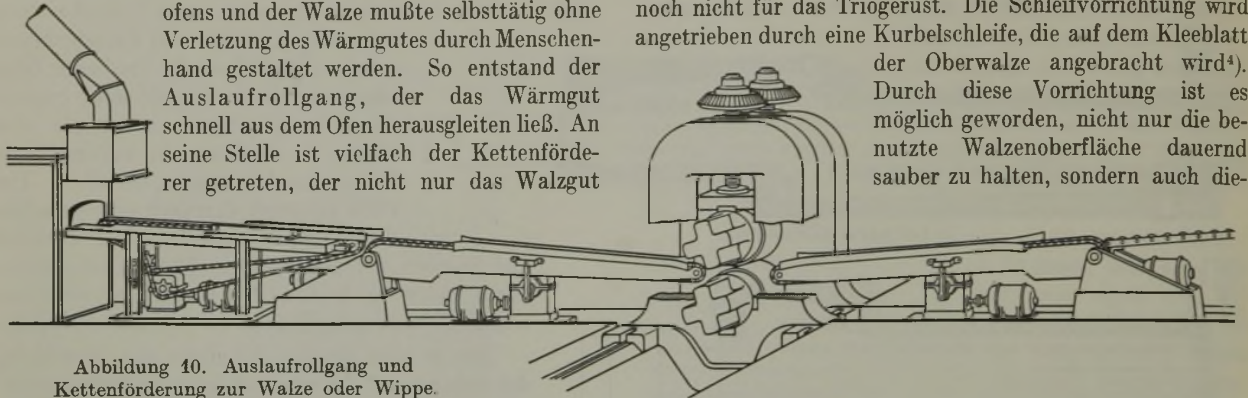 ofens und der Walze mußte selbsttätig ohne
Verletzung des Wärmgutes durch Menschen-
hand gestaltet werden. So entstand der
Auslaufrollgang, der das Wärmgut
schnell aus dem Ofen herausgleiten ließ. An
seine Stelle ist vielfach der Kettenförde-
rer getreten, der nicht nur das Walzgut
noch nicht für das Triogerüst. Die Schleifvorrichtung wird
angetrieben durch eine Kurbelschleife, die auf dem Kleeblatt
der Oberwalze angebracht wird⁴).
Durch diese Vorrichtung ist es
möglich geworden, nicht nur die be-
nutzte Walzenoberfläche dauernd
sauber zu halten, sondern auch die-
Abbildung 10. Auslaufrollgang und
Kettenförderung zur Walze oder Wippe.